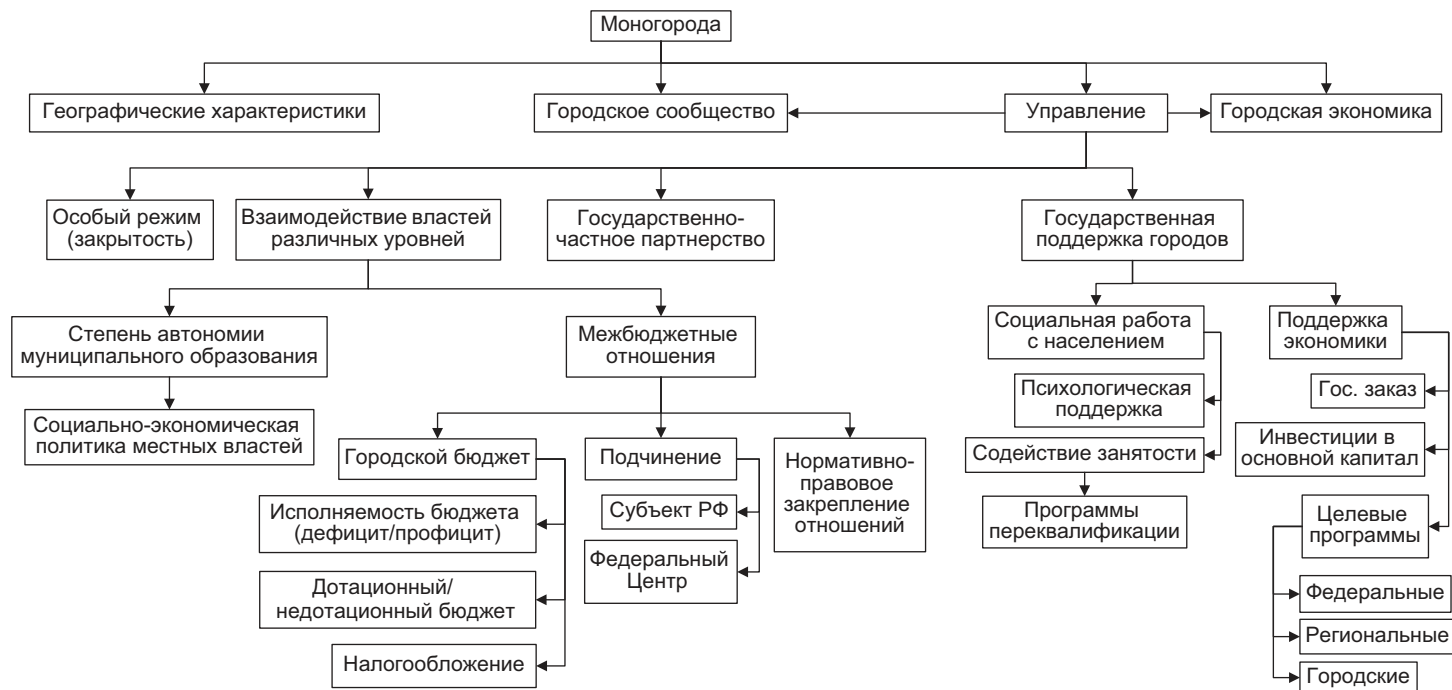 Моногорода
Географические характеристики
Городское сообщество
Управление
Городская экономика
Особый режим
(закрытость)
Взаимодействие властей
различных уровней
Государственно-
частное партнерство
Государственная
поддержка городов
Степень автономии
муниципального образования
Межбюджетные
отношения
Социальная работа
с населением
Поддержка
экономики
Социально-экономическая
политика местных властей
Психологическая
поддержка
Гос. заказ
Городской бюджет
Подчинение
Нормативно-
правовое
закрепление
отношений
Содействие занятости
Инвестиции в
основной капитал
Исполняемость бюджета
(дефицит/профицит)
Субъект РФ
Программы
переквалификации
Целевые
программы
Федеральный
Центр
Дотационный/
недотационный бюджет
Федеральные
Региональные
Налогообложение
Городские